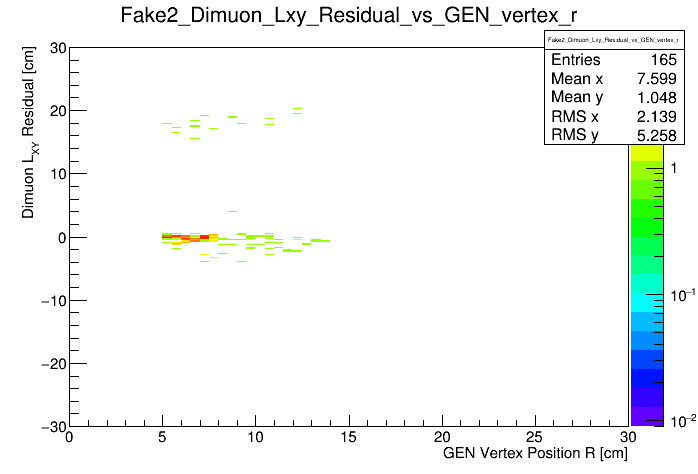 Fake2_Dimuon_Lxy_Residual_vs_GEN_vertex_r
Fake2_Dimuon_Lxy_Residual_vs_GEN_vertex_r
Entries 165
Mean x 7.599
Mean y 1.048
RMS x 2.139
RMS y 5.258
Dimuon LXY Residual [cm]
30
20
10
0
−10
−20
−30
0 5 10 15 20 25 30
GEN Vertex Position R [cm]
1
10−1
10−2